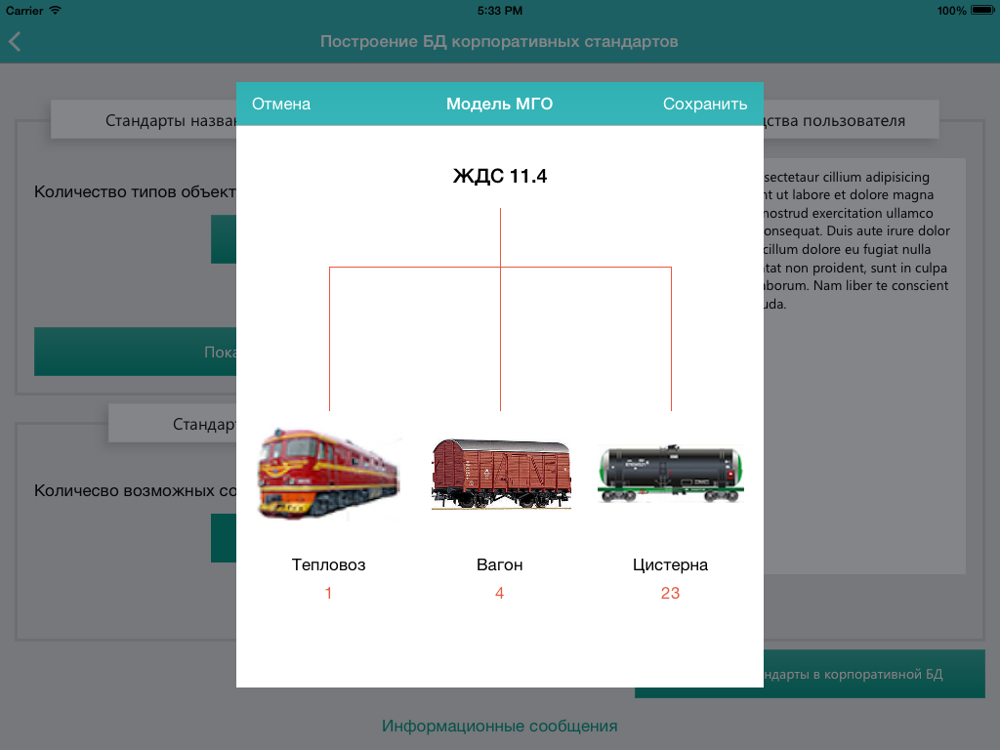 Carrier
5:33 PM
100%
Построение БД корпоративных стандартов
Отмена
Модель МГО
Сохранить
Стандарты
дства пользователя
ЖДС 11.4
Количество типов объект
sectetaur cillium adipisicing
nt ut labore et dolore magna
nostrud exercitation ullamco
onsequat. Duis aute irure dolor
cillum dolore eu fugiat nulla
tat non proident, sunt in culpa
aborum. Nam liber te conscient
uda.
Пока
Стандар
Количесво возможных со
Тепловоз
Вагон
Цистерна
1
4
23
ндарты в корпоративной БД
Информационные сообщения